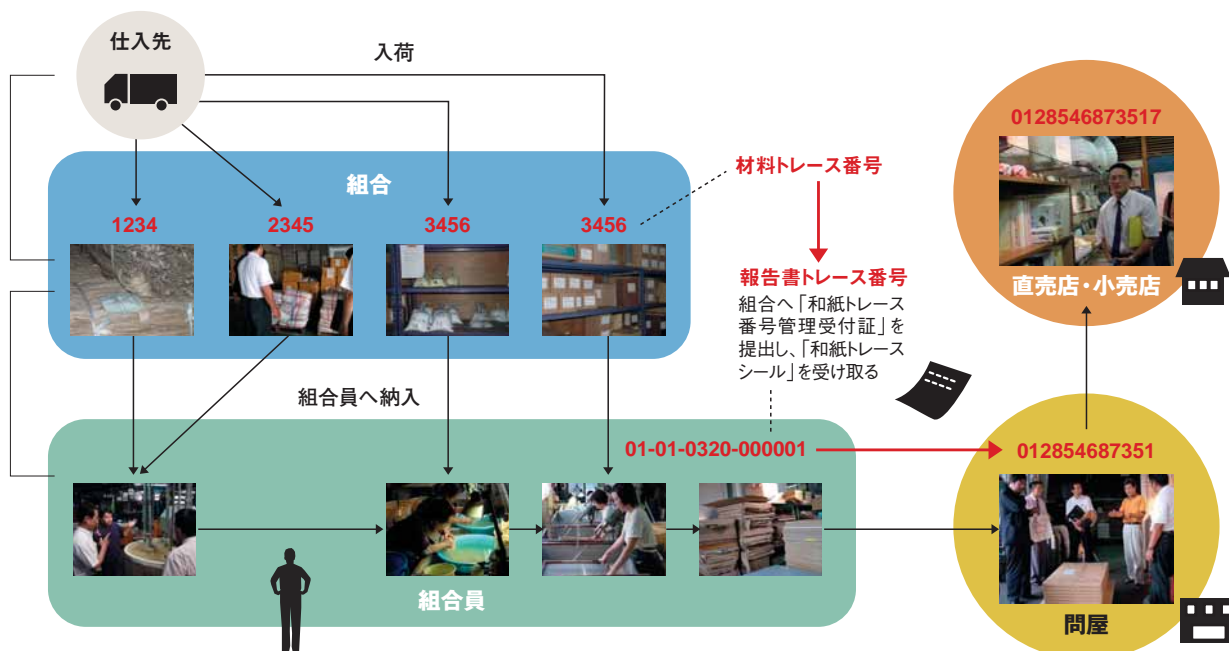 仕入先
入荷
組合
1234
2345
3456
3456
材料トレース番号
報告書トレース番号
組合へ「和紙トレース
番号管理受付証」を
提出し、「和紙トレース
シール」を受け取る
組合員へ納入
01-01-0320-000001
組合員
0128546873517
直売店・小売店
012854687351
問屋